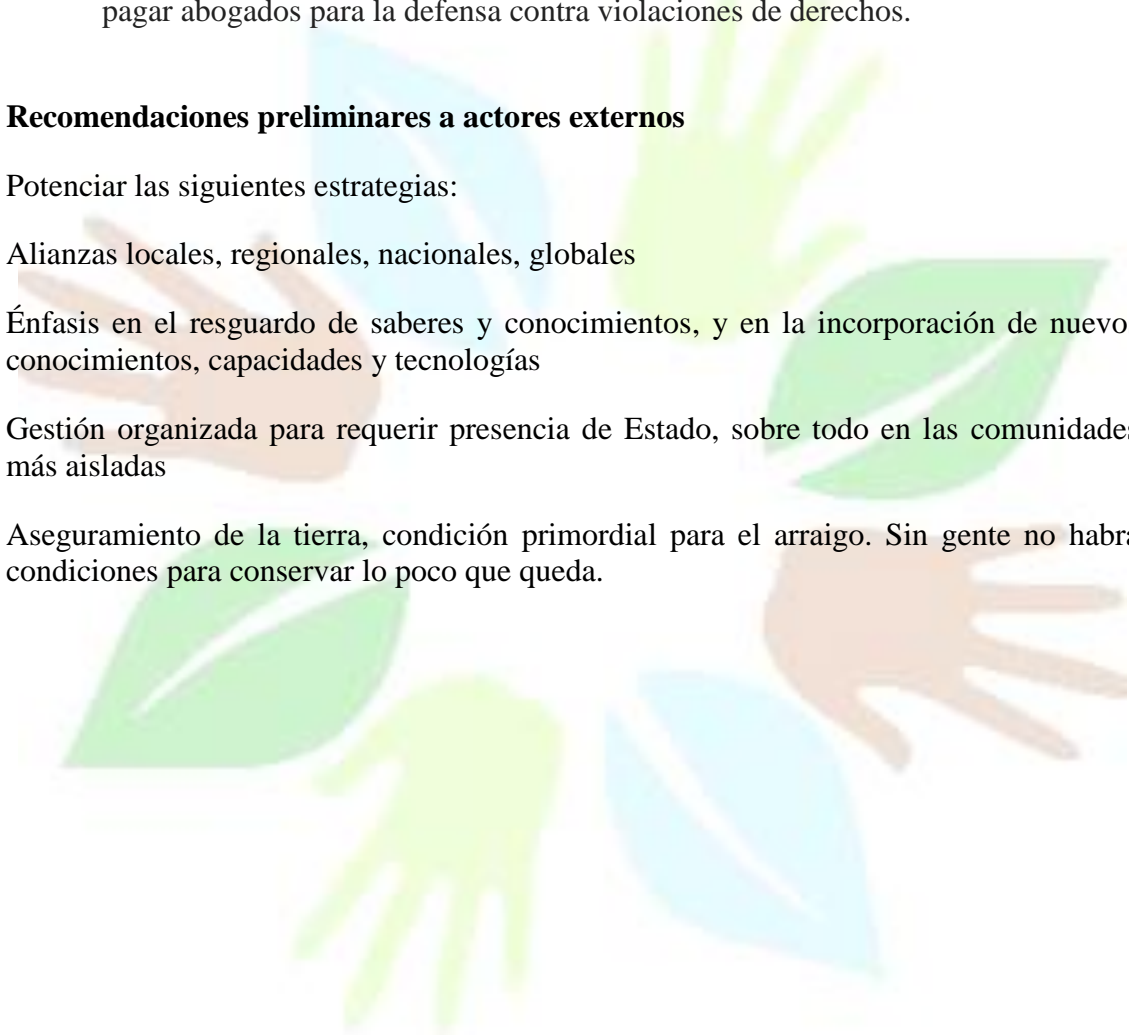 pagar abogados para la defensa contra violaciones de derechos.
Recomendaciones preliminares a actores externos
Potenciar las siguientes estrategias:
Alianzas locales, regionales, nacionales, globales
Énfasis en el resguardo de saberes y conocimientos, y en la incorporación de nuevo
conocimientos, capacidades y tecnologías
Gestión organizada para requerir presencia de Estado, sobre todo en las comunidades
más aisladas
Aseguramiento de la tierra, condición primordial para el arraigo. Sin gente no habrá
condiciones para conservar lo poco que queda.